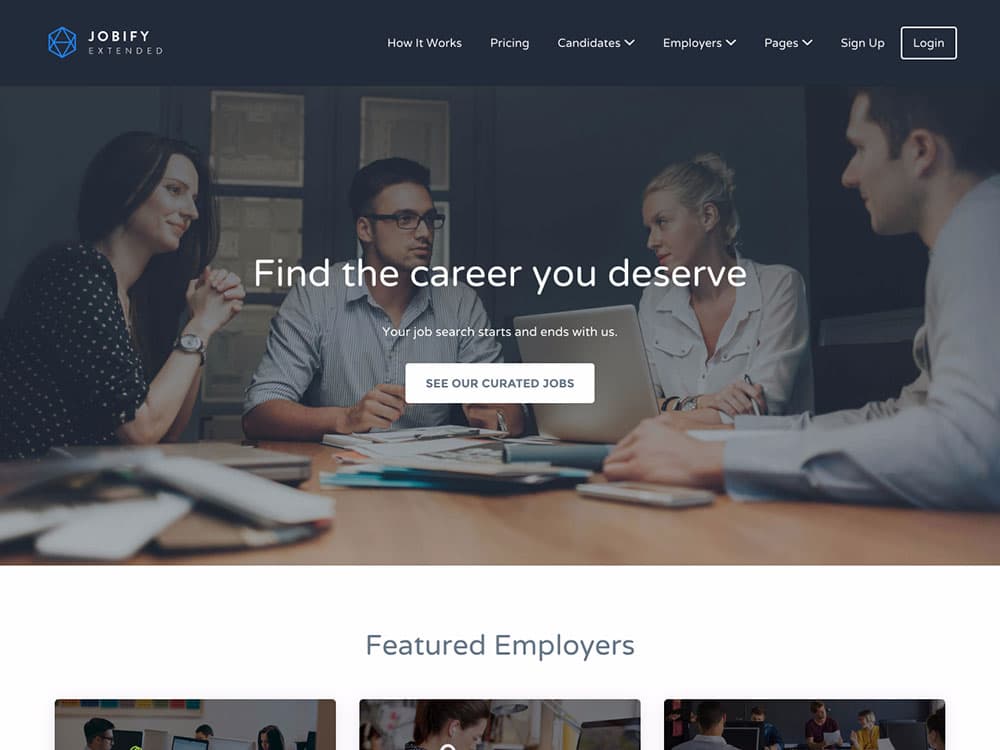 JOBIFY
EXTENDED
How It Works Pricing Candidates Employers Pages Sign Up Login
Find the career you deserve
Your job search starts and ends with us.
SEE OUR CURATED JOBS
Featured Employers